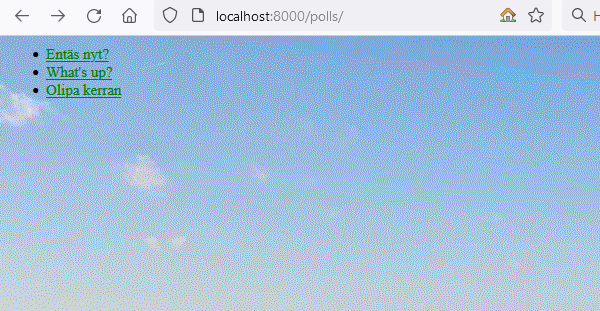 localhost:8000/polls/
H
Entäs nyt?
What's up?
Olipa kerran